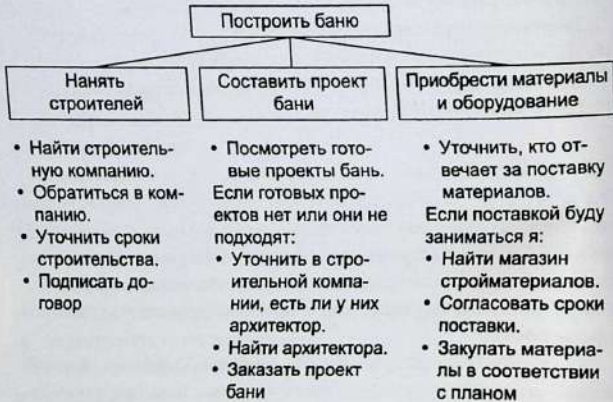 Построить баню
Нанять
строителей
• Найти строитель-
ную компанию.
• Обратиться в ком-
панию.
• Уточнить сроки
строительства.
• Подписать до-
говор
Составить проект
бани
• Посмотреть гото-
вые проекты бань.
Если готовых про-
ектов нет или они не
подходят:
• Уточнить в стро-
ительной компа-
нии, есть ли у них
архитектор.
• Найти архитектора.
• Заказать проект
бани
Приобрести материалы
и оборудование
• Уточнить, кто от-
вечает за поставку
материалов.
Если поставкой буду
заниматься я:
• Найти магазин
стройматериалов.
• Согласовать сроки
поставки.
• Закупать материа-
лы в соответствии
с планом